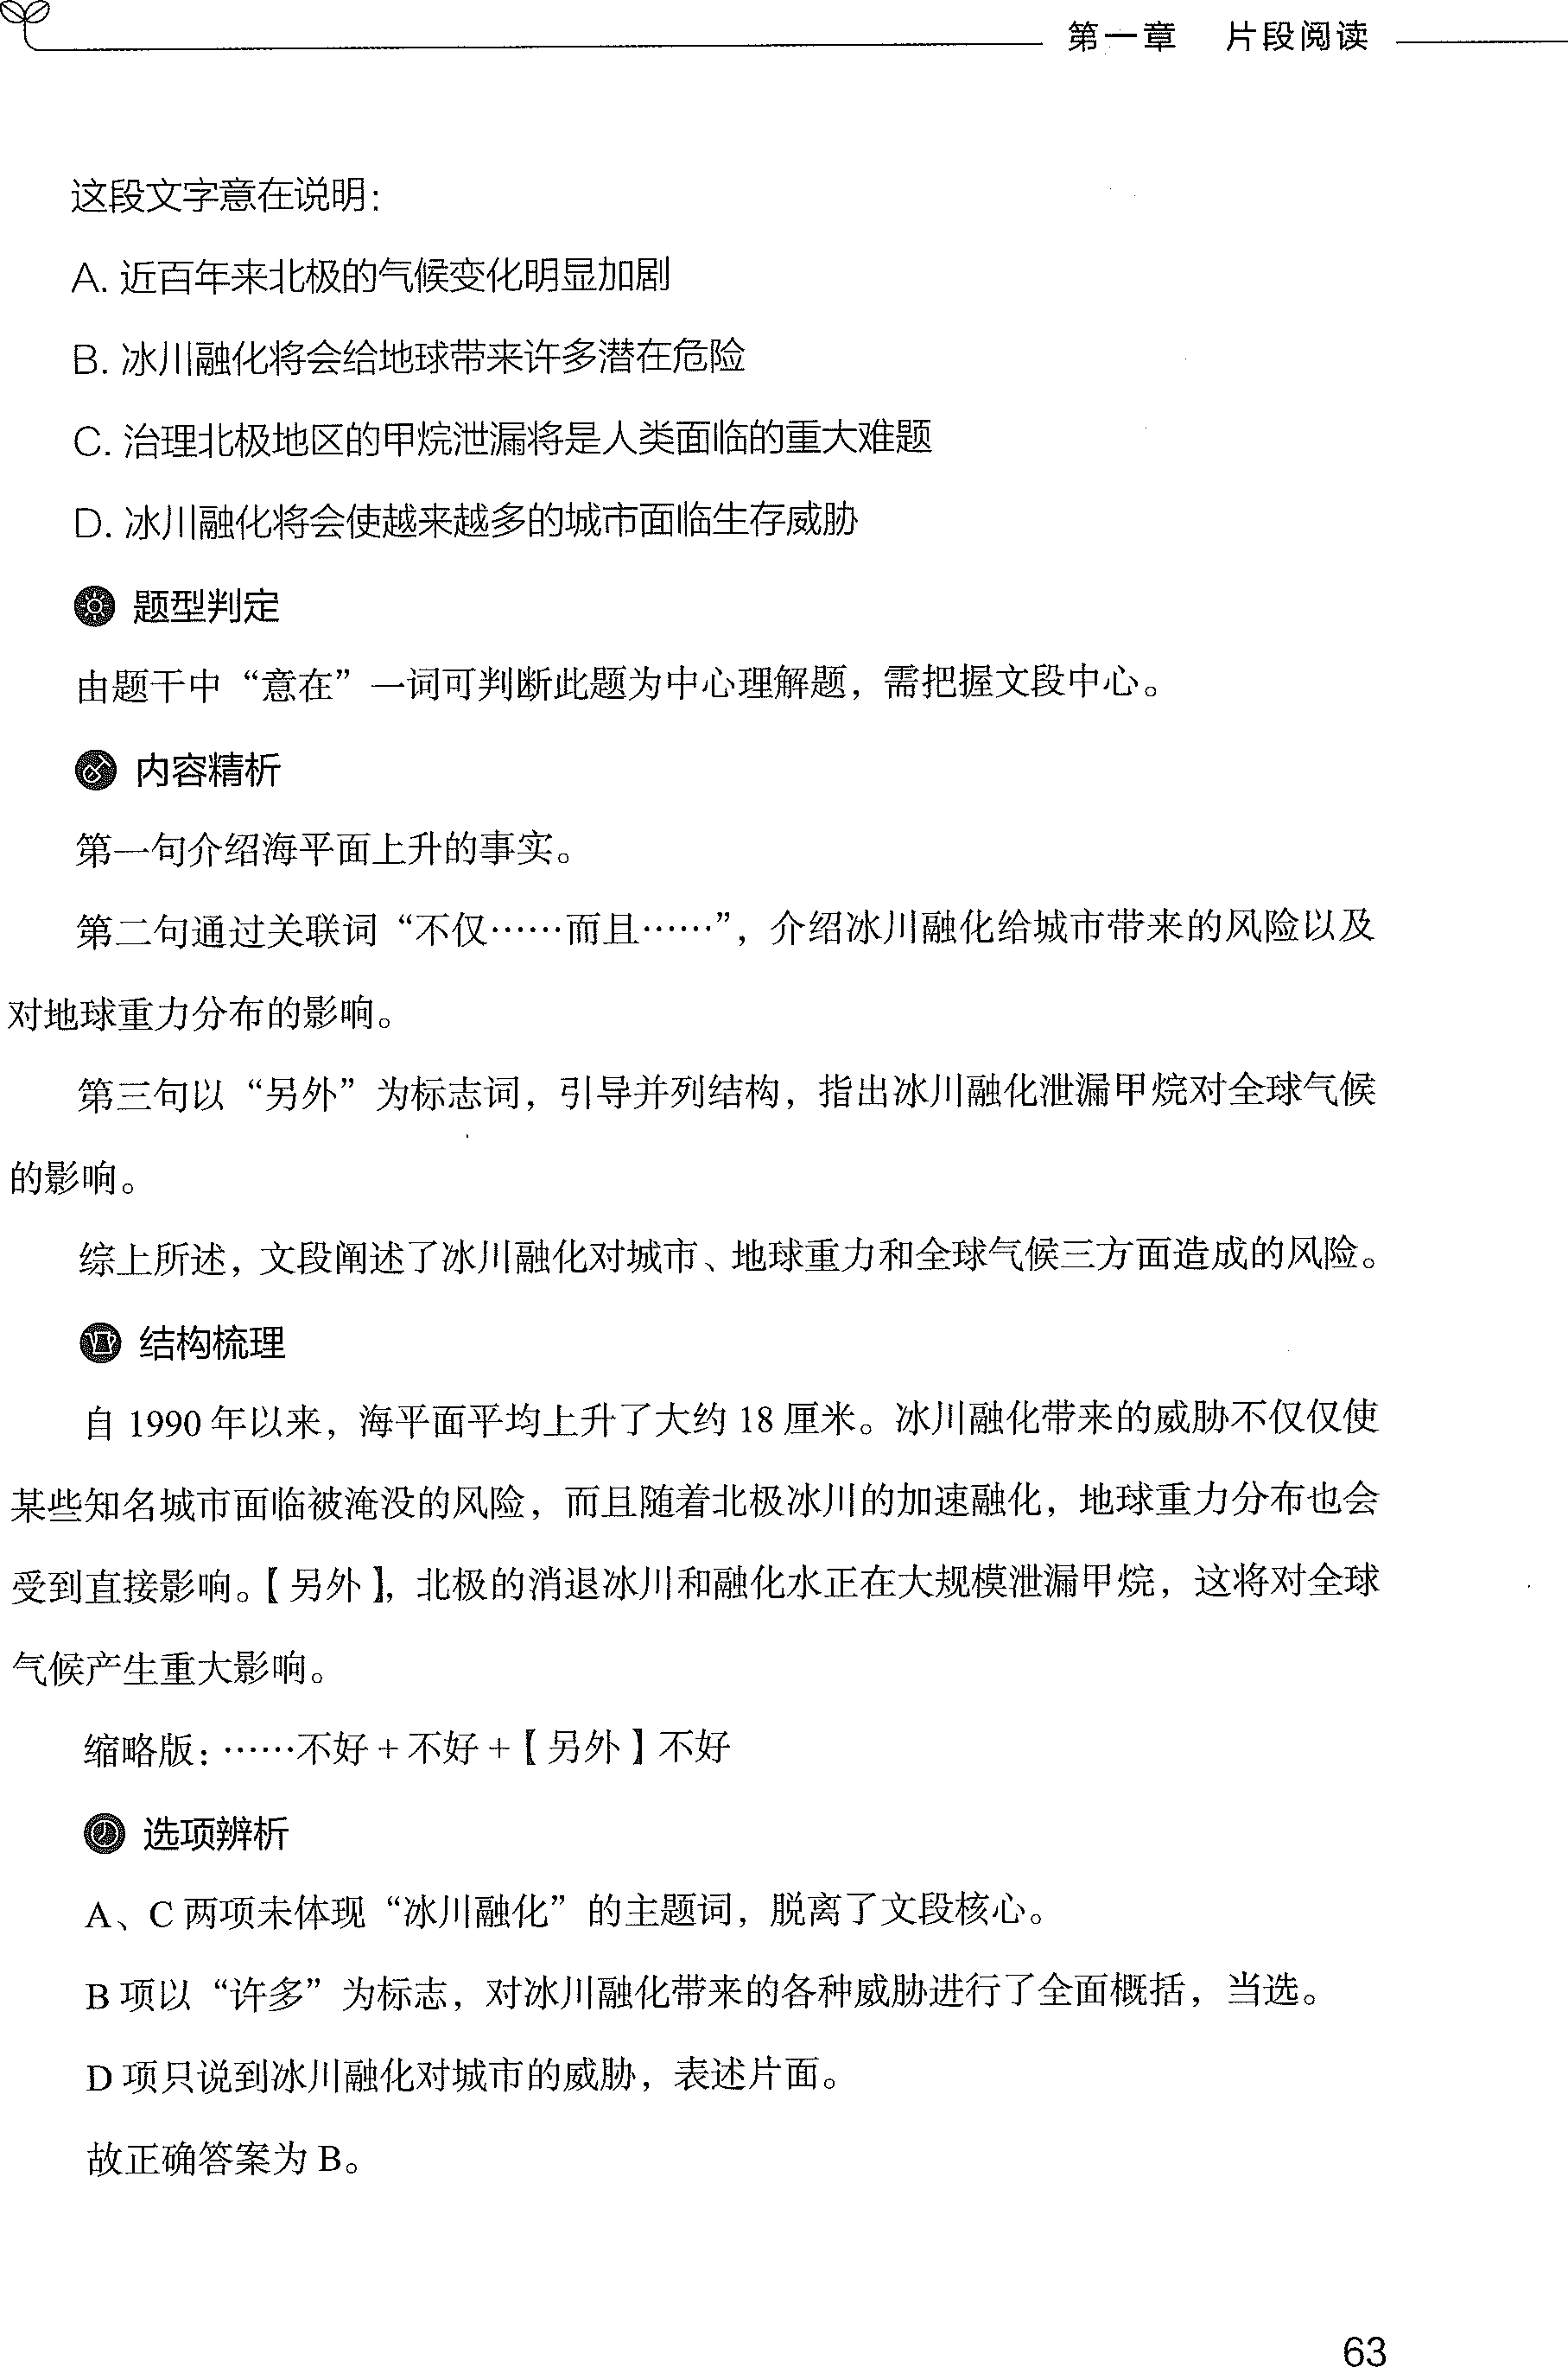 第一章 片段阅读
这段文字意在说明：
A. 近百年来北极的气候变化明显加剧
B. 冰川融化将会给地球带来许多潜在危险
C. 治理北极地区的甲烷泄漏将是人类面临的重大难题
D. 冰川融化将会使越来越多的城市面临生存威胁
题型判定
由题干中“意在”一词可判断此题为中心理解题，需把握文段中心。
内容精析
第一句介绍海平面上升的事实。
第二句通过关联词“不仅……而且……”，介绍冰川融化给城市带来的风险以及
对地球重力分布的影响。
第三句以“另外”为标志词，引导并列结构，指出冰川融化泄漏甲烷对全球气候
的影响。
综上所述，文段阐述了冰川融化对城市、地球重力和全球气候三方面造成的风险。
结构梳理
自 1990 年以来，海平面平均上升了大约 18 厘米。冰川融化带来的威胁不仅仅使
某些知名城市面临被淹没的风险，而且随着北极冰川的加速融化，地球重力分布也会
受到直接影响。【另外】，北极的消退冰川和融化水正在大规模泄漏甲烷，这将对全球
气候产生重大影响。
缩略版：……不好 + 不好 +【另外】不好
选项辨析
A、C 两项未体现“冰川融化”的主题词，脱离了文段核心。
B 项以“许多”为标志，对冰川融化带来的各种威胁进行了全面概括，当选。
D 项只说到冰川融化对城市的威胁，表述片面。
故正确答案为 B。
63